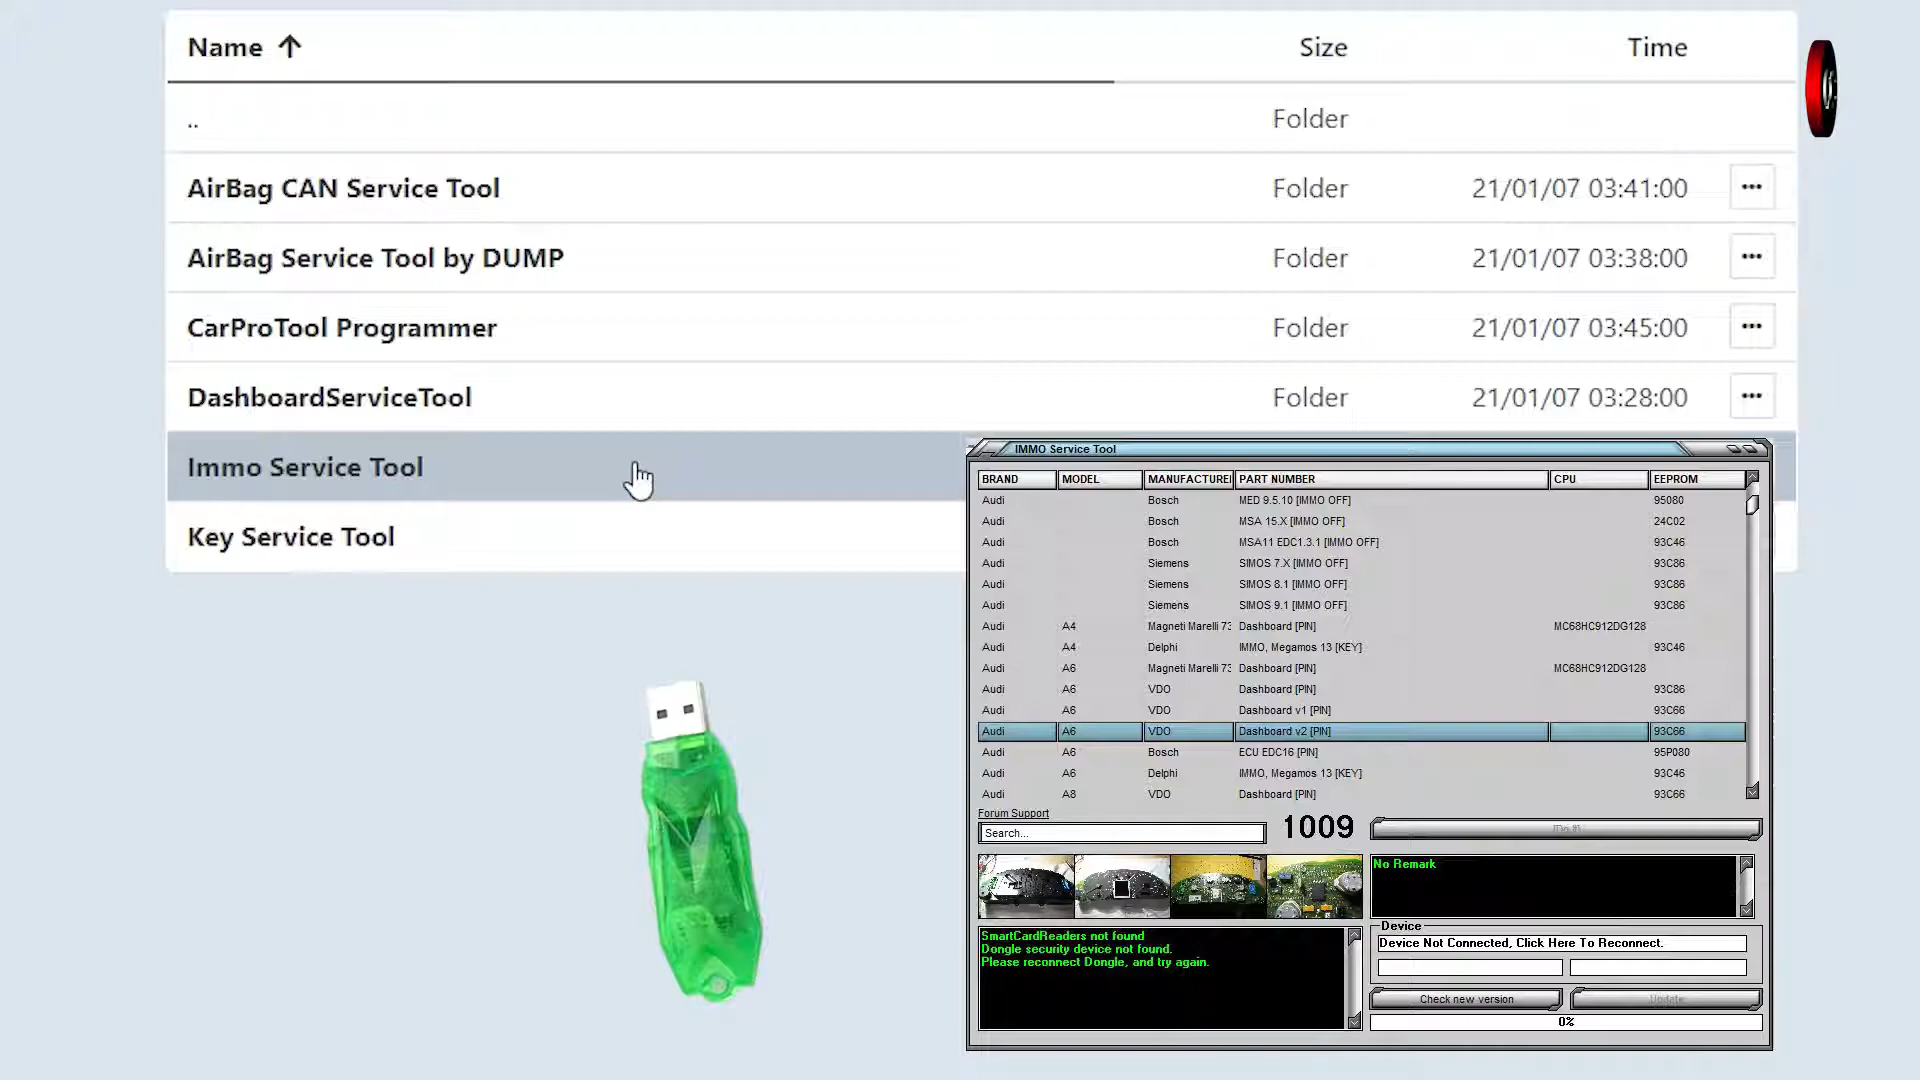 Name ↑ Size Time
.. Folder
AirBag CAN Service Tool Folder 21/01/07 03:41:00 •••
AirBag Service Tool by DUMP Folder 21/01/07 03:38:00 •••
CarProTool Programmer Folder 21/01/07 03:45:00 •••
DashboardServiceTool Folder 21/01/07 03:28:00 •••
Immo Service Tool
Key Service Tool
IMMO Service Tool
BRAND MODEL MANUFACTURE PART NUMBER CPU EEPROM
Audi Bosch MED 9.5.10 [IMMO OFF] 95080
Audi Bosch MSA 15.X [IMMO OFF] 24C02
Audi Bosch MSA11 EDC1.3.1 [IMMO OFF] 93C46
Audi Siemens SIMOS 7.X [IMMO OFF] 93C86
Audi Siemens SIMOS 8.1 [IMMO OFF] 93C86
Audi Siemens SIMOS 9.1 [IMMO OFF] 93C86
Audi A4 Magneti Marelli 73 Dashboard [PIN] MC68HC912DG128
Audi A4 Delphi IMMO, Megamos 13 [KEY] 93C46
Audi A6 Magneti Marelli 73 Dashboard [PIN] MC68HC912DG128
Audi A6 VDO Dashboard [PIN] 93C86
Audi A6 VDO Dashboard v1 [PIN] 93C66
Audi A6 VDO Dashboard v2 [PIN] 93C66
Audi A6 Bosch ECU EDC16 [PIN] 95P080
Audi A6 Delphi IMMO, Megamos 13 [KEY] 93C46
Audi A8 VDO Dashboard [PIN] 93C66
Forum Support
Search... 1009
No Remark
SmartCardReaders not found
Dongle security device not found.
Please reconnect Dongle, and try again.
Device
Device Not Connected, Click Here To Reconnect.
Check new version Update
0%